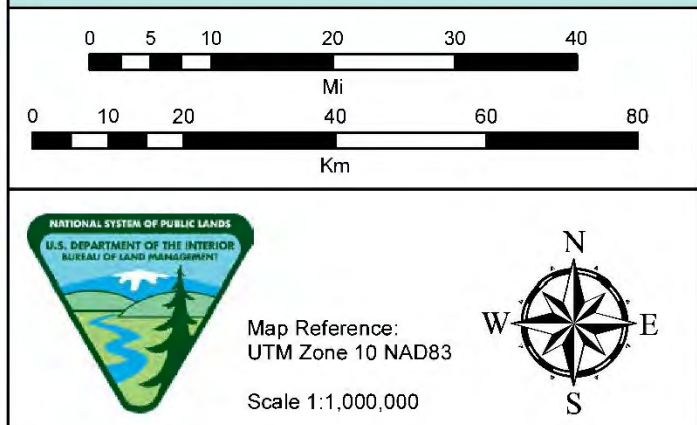 0 5 10 20 30 40
Mi
0 10 20 40 60 80
Km
NATIONAL SYSTEM OF PUBLIC LANDS
U.S. DEPARTMENT OF THE INTERIOR
BUREAU OF LAND MANAGEMENT
Map Reference:
UTM Zone 10 NAD83
Scale 1:1,000,000
N
W E
S